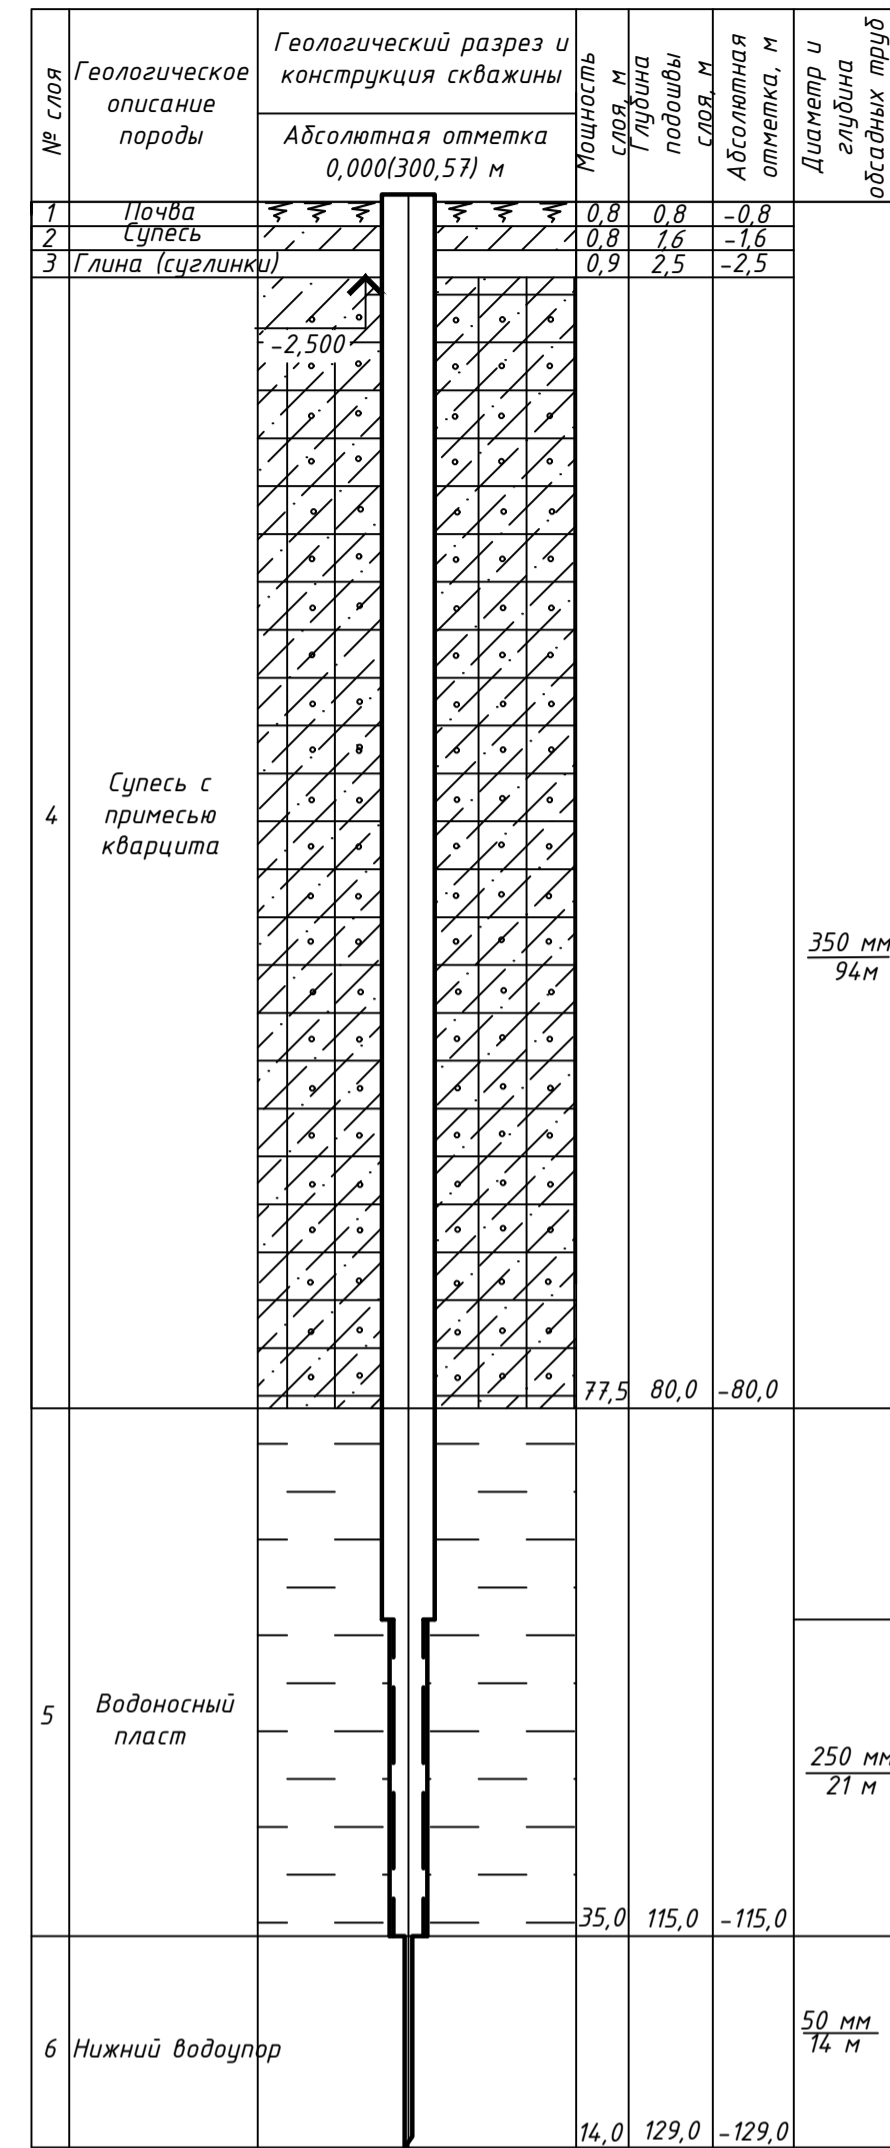 № слоя
Геологическое
описание
породы
Геологический разрез и
конструкция скважины
Абсолютная отметка
0,000(300,57) м
Мощность
слоя, м
Глубина
подошвы
слоя, м
Абсолютная
отметка, м
Диаметр и
глубина
обсадных труб
1 Почва 0,8 0,8 -0,8
2 Супесь 0,8 1,6 -1,6
3 Глина (суглинки) 0,9 2,5 -2,5
-2,500
4
Супесь с
примесью
кварцита
350 мм
94м
77,5 80,0 -80,0
5
Водоносный
пласт
250 мм
21 м
35,0 115,0 -115,0
50 мм
14 м
6 Нижний водоупор
14,0 129,0 -129,0